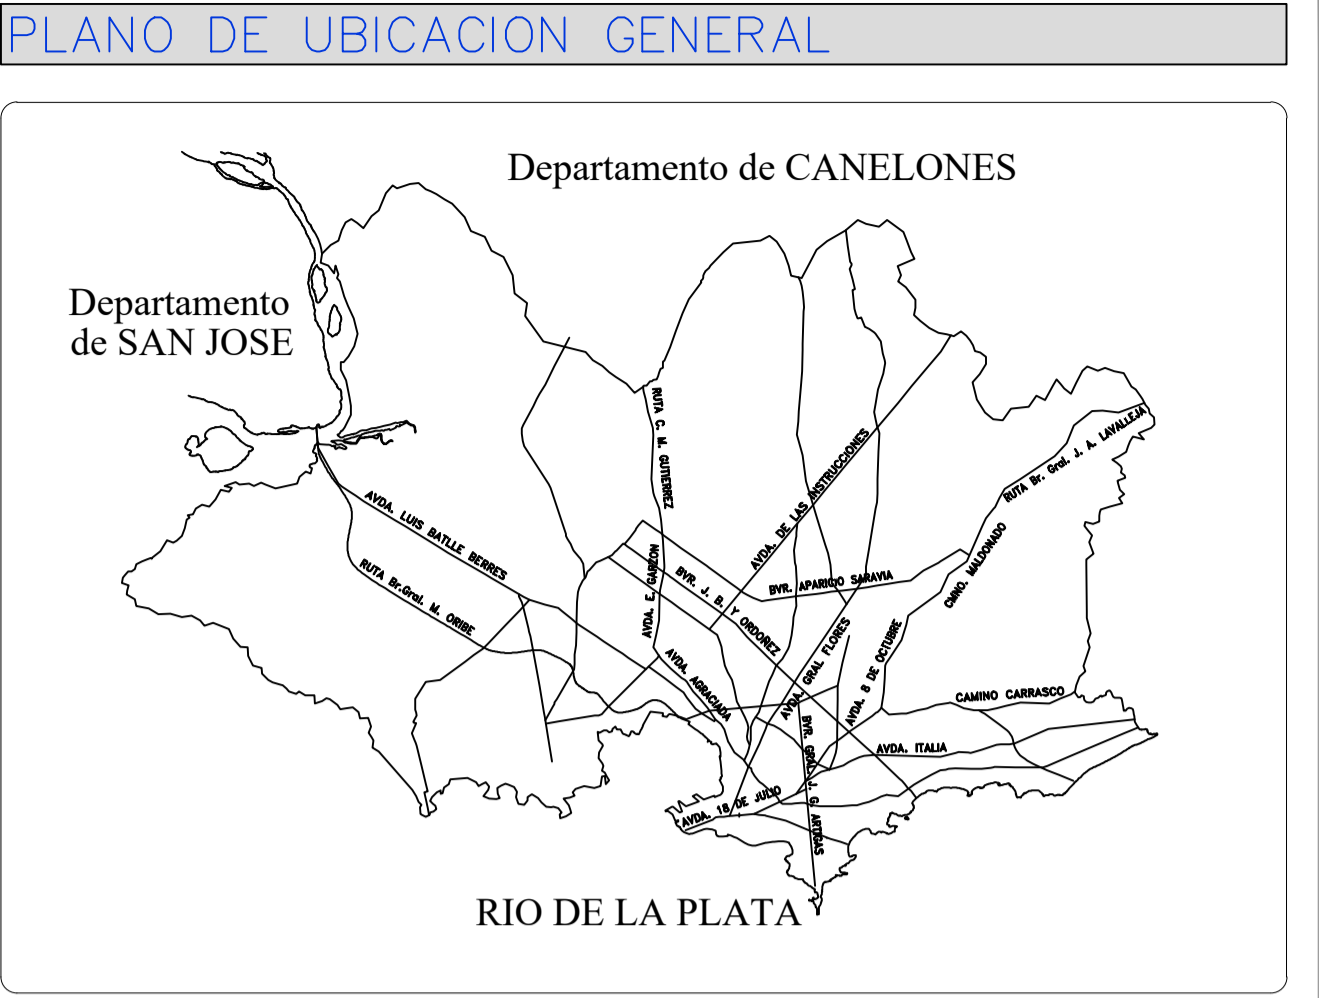 PLANO DE UBICACION GENERAL
Departamento de CANELONES
Departamento
de SAN JOSE
RUTA C. M. GUTIERREZ
RUTA Br. Gral. J. A. LAVALLEJA
AVDA. DE LAS INSTRUCCIONES
AVDA. LUIS BATLLE BERRES
RUTA Br.Gral. M. ORIBE
AVDA. E. GARZON
BVR. J. B. Y ORDOÑEZ
BVR. APARICIO SARAVIA
CMNO. MALDONADO
AVDA. AGRACIADA
AVDA. GRAL FLORES
AVDA. 8 DE OCTUBRE
CAMINO CARRASCO
AVDA. ITALIA
BVR. GRAL. J. G. ARTIGAS
AVDA. 18 DE JULIO
RIO DE LA PLATA